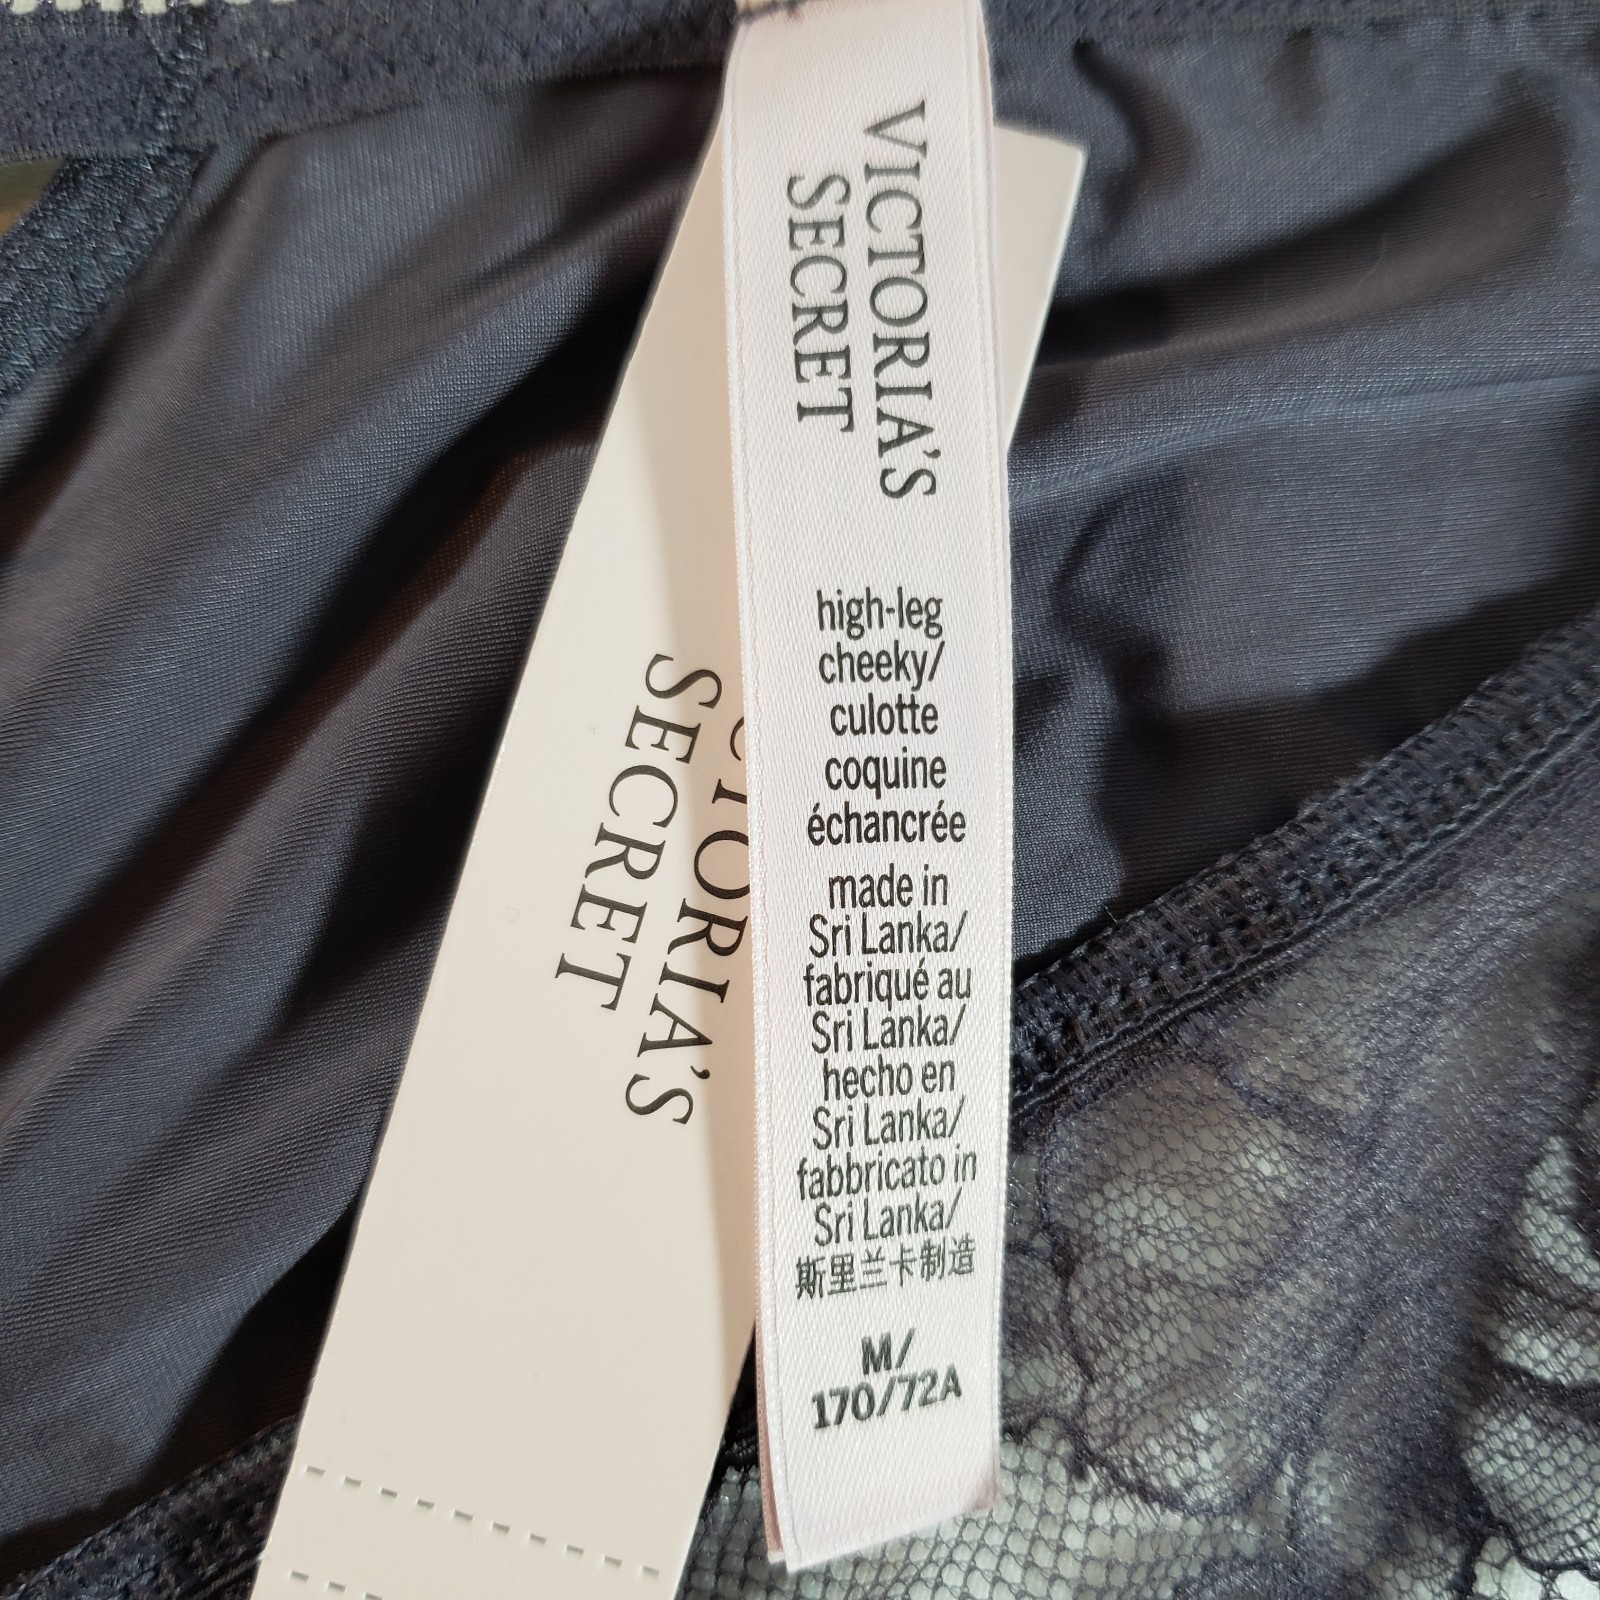 VICTORIA'S
SECRET
high-leg
cheeky/
culotte
coquine
échancrée
made in
Sri Lanka/
fabriqué au
Sri Lanka/
hecho en
Sri Lanka/
fabbricato in
Sri Lanka/
斯里兰卡制造
M/
170/72A
CTORIA'S
SECRET